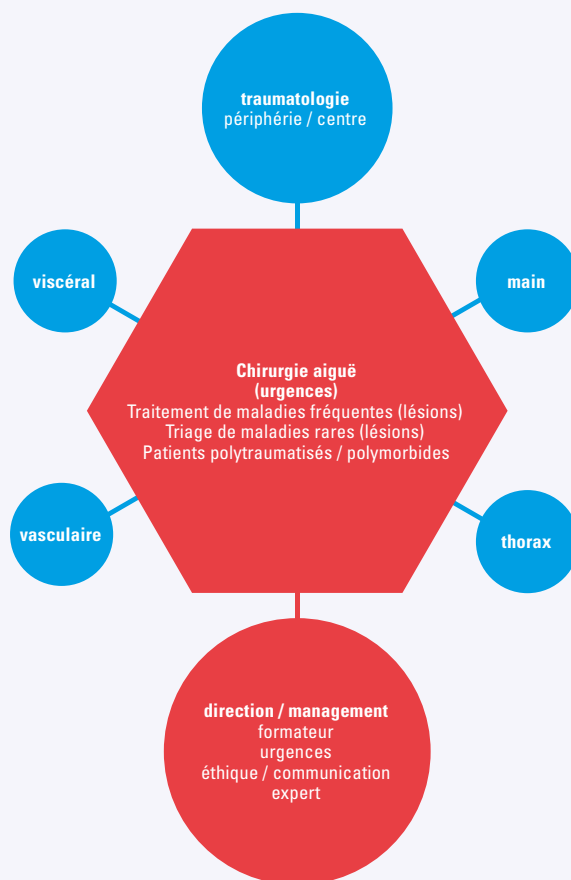 traumatologie
périphérie / centre
viscéral
main
Chirurgie aiguë
(urgences)
Traitement de maladies fréquentes (lésions)
Triage de maladies rares (lésions)
Patients polytraumatisés / polymorbides
vasculaire
thorax
direction / management
formateur
urgences
éthique / communication
expert